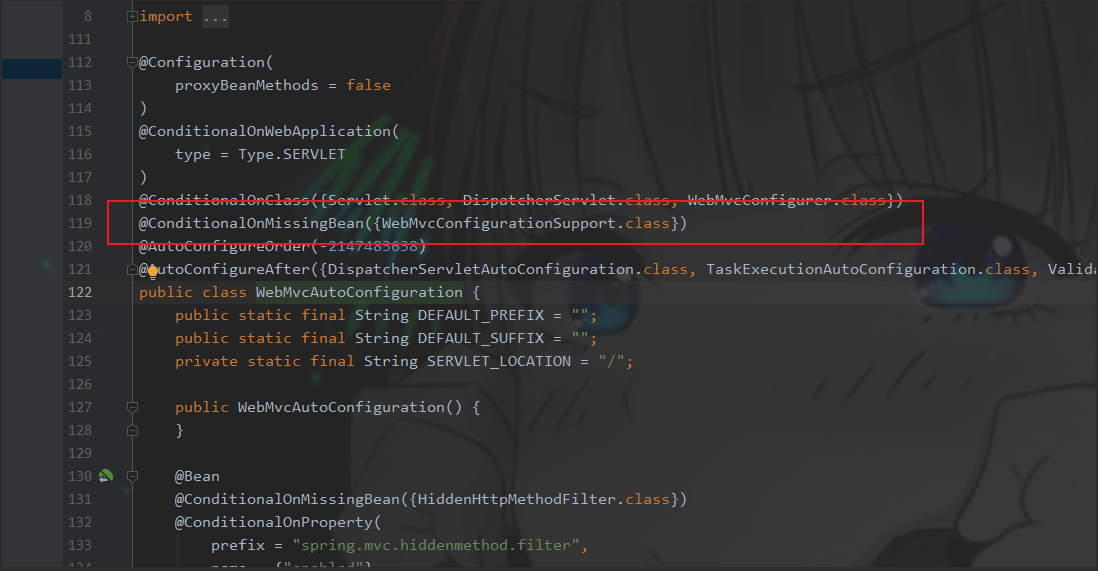 8 import ...
111
112 @Configuration(
113 proxyBeanMethods = false
114 )
115 @ConditionalOnWebApplication(
116 type = Type.SERVLET
117 )
118 @ConditionalOnClass({Servlet.class, DispatcherServlet.class, WebMvcConfigurer.class})
119 @ConditionalOnMissingBean({WebMvcConfigurationSupport.class})
120 @AutoConfigureOrder(-2147483638)
121 @AutoConfigureAfter({DispatcherServletAutoConfiguration.class, TaskExecutionAutoConfiguration.class, Valida
122 public class WebMvcAutoConfiguration {
123 public static final String DEFAULT_PREFIX = "";
124 public static final String DEFAULT_SUFFIX = "";
125 private static final String SERVLET_LOCATION = "/";
126
127 public WebMvcAutoConfiguration() {
128 }
129
130 @Bean
131 @ConditionalOnMissingBean({HiddenHttpMethodFilter.class})
132 @ConditionalOnProperty(
133 prefix = "spring.mvc.hiddenmethod.filter",
134 name = {"enabled"}